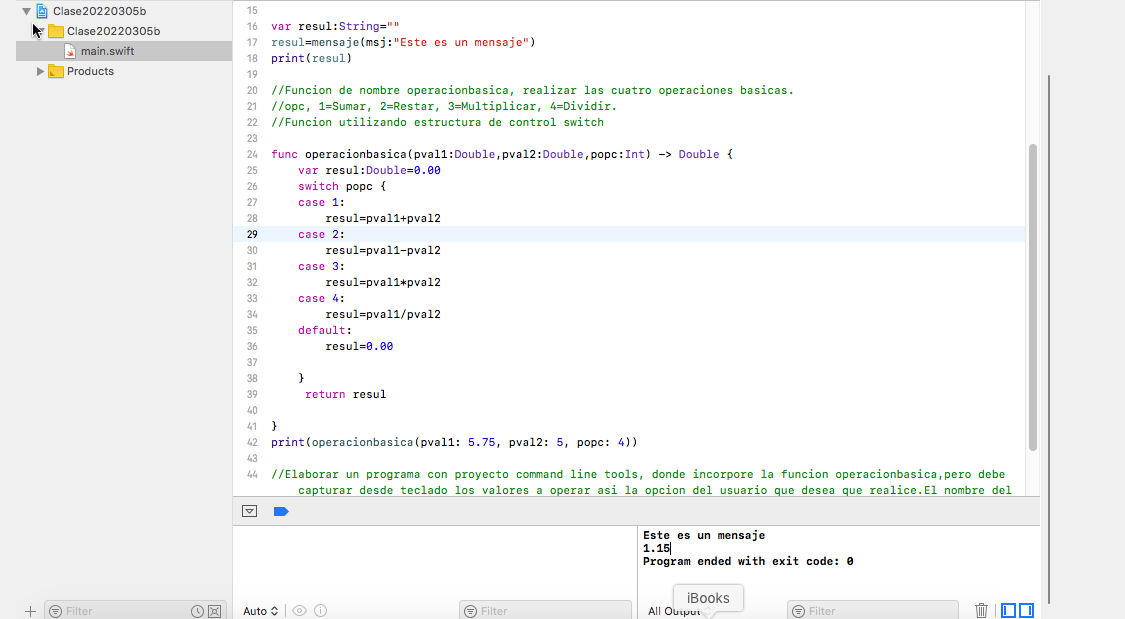 Clase20220305b
Clase20220305b
main.swift
Products
15
16 var resul:String=""
17 resul=mensaje(msj:"Este es un mensaje")
18 print(resul)
19
20 //Funcion de nombre operacionbasica, realizar las cuatro operaciones basicas.
21 //opc, 1=Sumar, 2=Restar, 3=Multiplicar, 4=Dividir.
22 //Funcion utilizando estructura de control switch
23
24 func operacionbasica(pval1:Double,pval2:Double,popc:Int) -> Double {
25 var resul:Double=0.00
26 switch popc {
27 case 1:
28 resul=pval1+pval2
29 case 2:
30 resul=pval1-pval2
31 case 3:
32 resul=pval1*pval2
33 case 4:
34 resul=pval1/pval2
35 default:
36 resul=0.00
37
38 }
39 return resul
40
41 }
42 print(operacionbasica(pval1: 5.75, pval2: 5, popc: 4))
43
44 //Elaborar un programa con proyecto command line tools, donde incorpore la funcion operacionbasica,pero debe
capturar desde teclado los valores a operar asi la opcion del usuario que desea que realice.El nombre del
Este es un mensaje
1.15
Program ended with exit code: 0
iBooks
Filter
Auto
Filter
All Output
Filter